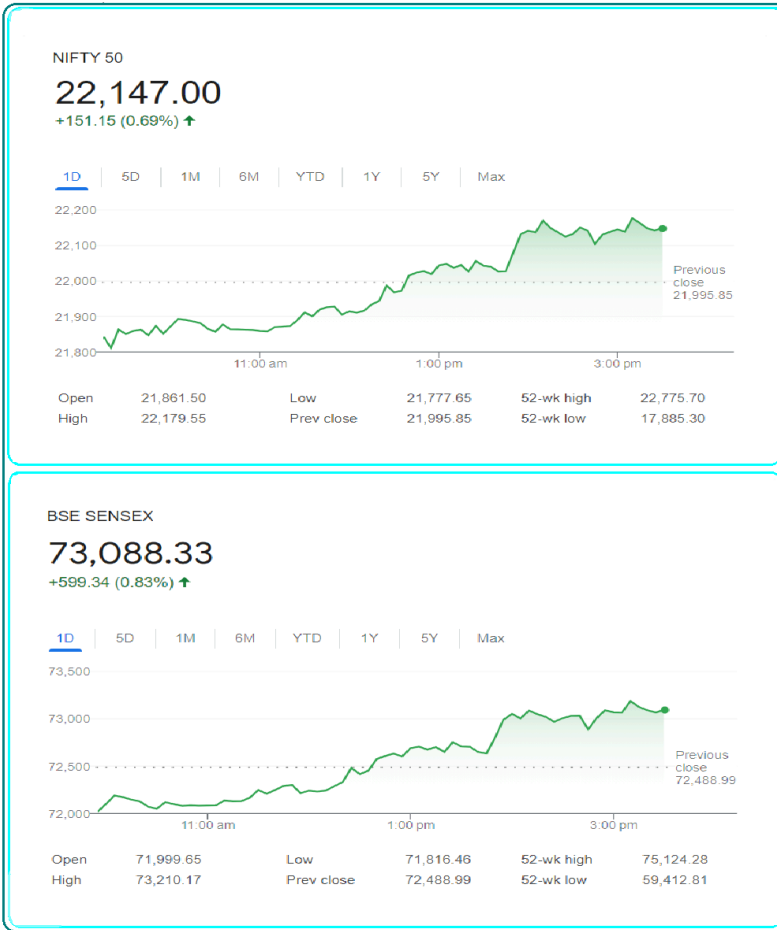 NIFTY 50
22,147.00
+151.15 (0.69%) ↑
1D 5D 1M 6M YTD 1Y 5Y Max
22,200
22,100
22,000
21,900
21,800
Previous
close
21,995.85
11:00 am 1:00 pm 3:00 pm
Open 21,861.50 Low 21,777.65 52-wk high 22,775.70
High 22,179.55 Prev close 21,995.85 52-wk low 17,885.30
BSE SENSEX
73,088.33
+599.34 (0.83%) ↑
1D 5D 1M 6M YTD 1Y 5Y Max
73,500
73,000
72,500
72,000
Previous
close
72,488.99
11:00 am 1:00 pm 3:00 pm
Open 71,999.65 Low 71,816.46 52-wk high 75,124.28
High 73,210.17 Prev close 72,488.99 52-wk low 59,412.81